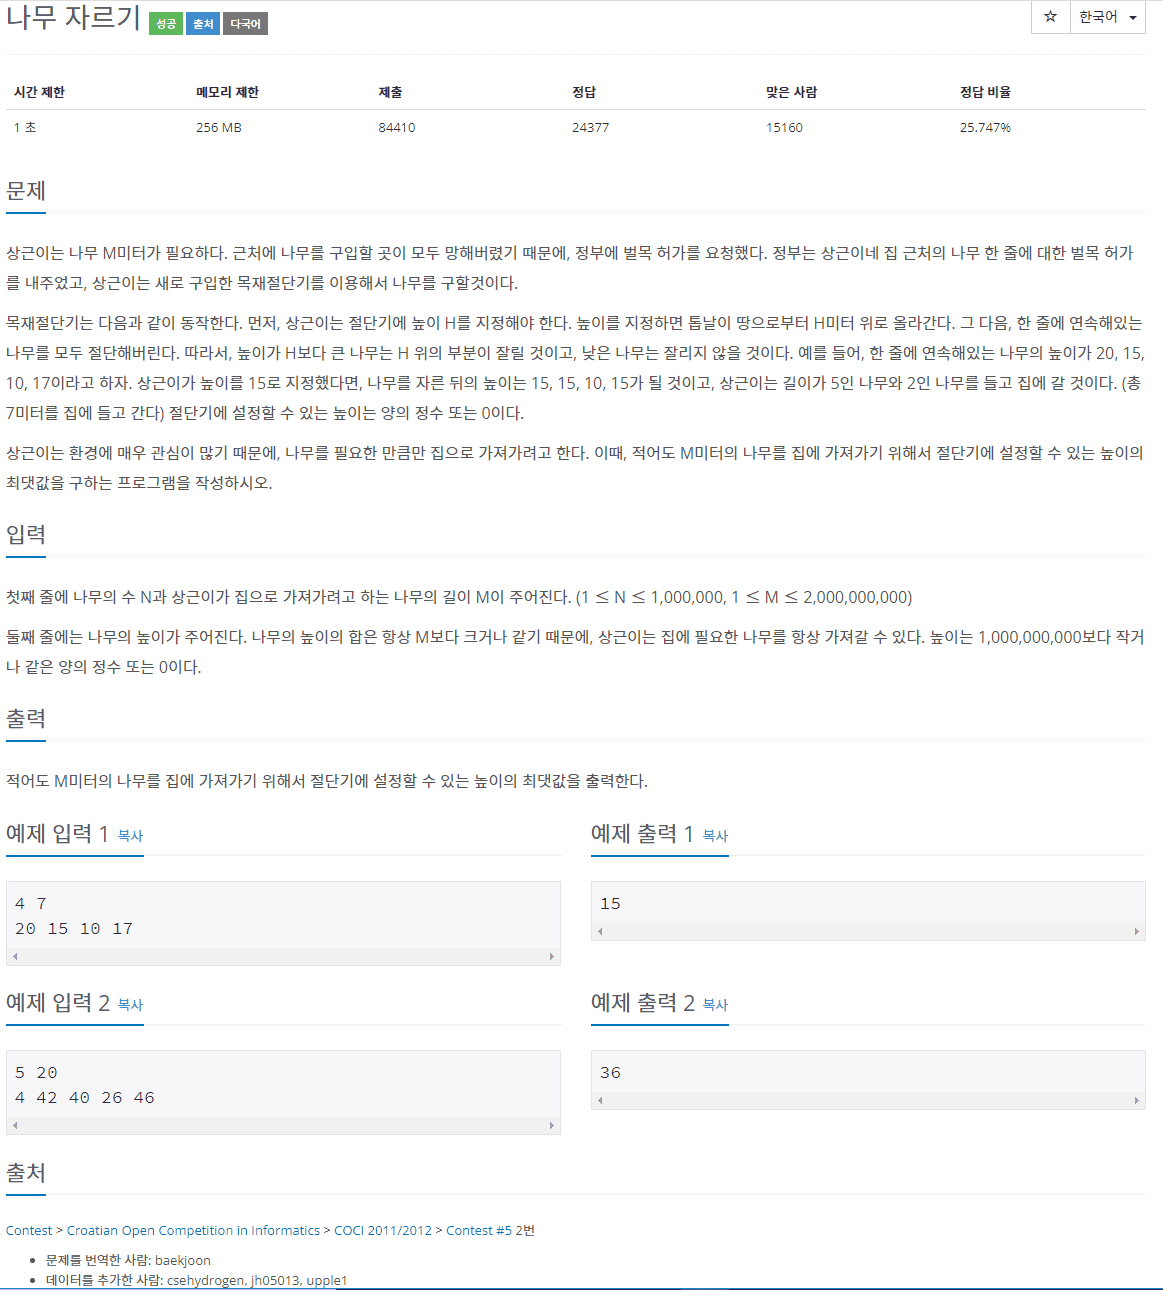 나무 자르기 성공 출처 다국어
☆ 한국어
시간 제한 메모리 제한 제출 정답 맞은 사람 정답 비율
1 초 256 MB 84410 24377 15160 25.747%
문제
상근이는 나무 M미터가 필요하다. 근처에 나무를 구입할 곳이 모두 망해버렸기 때문에, 정부에 벌목 허가를 요청했다. 정부는 상근이네 집 근처의 나무 한 줄에 대한 벌목 허가
를 내주었고, 상근이는 새로 구입한 목재절단기를 이용해서 나무를 구할것이다.
목재절단기는 다음과 같이 동작한다. 먼저, 상근이는 절단기에 높이 H를 지정해야 한다. 높이를 지정하면 톱날이 땅으로부터 H미터 위로 올라간다. 그 다음, 한 줄에 연속해있는
나무를 모두 절단해버린다. 따라서, 높이가 H보다 큰 나무는 H 위의 부분이 잘릴 것이고, 낮은 나무는 잘리지 않을 것이다. 예를 들어, 한 줄에 연속해있는 나무의 높이가 20, 15,
10, 17이라고 하자. 상근이가 높이를 15로 지정했다면, 나무를 자른 뒤의 높이는 15, 15, 10, 15가 될 것이고, 상근이는 길이가 5인 나무와 2인 나무를 들고 집에 갈 것이다. (총
7미터를 집에 들고 간다) 절단기에 설정할 수 있는 높이는 양의 정수 또는 0이다.
상근이는 환경에 매우 관심이 많기 때문에, 나무를 필요한 만큼만 집으로 가져가려고 한다. 이때, 적어도 M미터의 나무를 집에 가져가기 위해서 절단기에 설정할 수 있는 높이의
최댓값을 구하는 프로그램을 작성하시오.
입력
첫째 줄에 나무의 수 N과 상근이가 집으로 가져가려고 하는 나무의 길이 M이 주어진다. (1 ≤ N ≤ 1,000,000, 1 ≤ M ≤ 2,000,000,000)
둘째 줄에는 나무의 높이가 주어진다. 나무의 높이의 합은 항상 M보다 크거나 같기 때문에, 상근이는 집에 필요한 나무를 항상 가져갈 수 있다. 높이는 1,000,000,000보다 작거
나 같은 양의 정수 또는 0이다.
출력
적어도 M미터의 나무를 집에 가져가기 위해서 절단기에 설정할 수 있는 높이의 최댓값을 출력한다.
예제 입력 1 복사
4 7
20 15 10 17
예제 출력 1 복사
15
예제 입력 2 복사
5 20
4 42 40 26 46
예제 출력 2 복사
36
출처
Contest > Croatian Open Competition in Informatics > COCI 2011/2012 > Contest #5 2번
• 문제를 번역한 사람: baekjoon
• 데이터를 추가한 사람: csehydrogen, jh05013, upple1